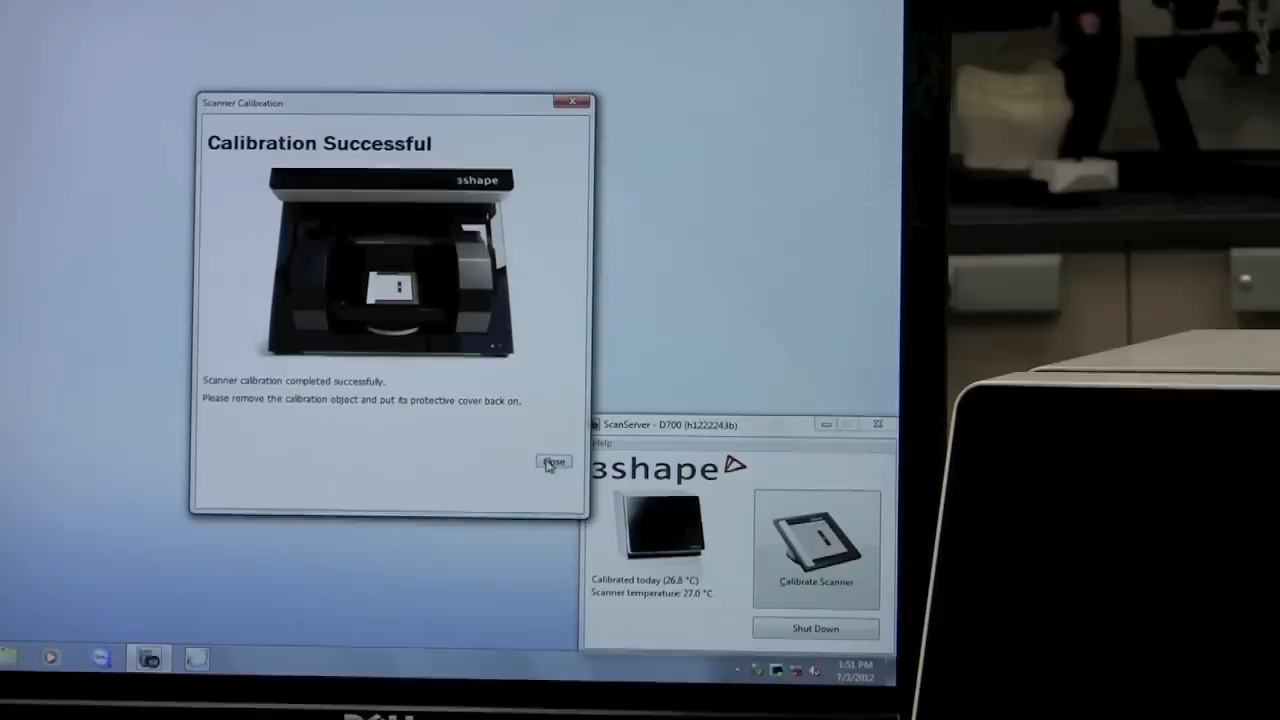 Scanner Calibration
Calibration Successful
3shape
Scanner calibration completed successfully.
Please remove the calibration object and put its protective cover back on.
Close
ScanServer - D700 (h1222243b)
Help
3shape
Calibrated today (26.8 °C)
Scanner temperature: 27.0 °C
Calibrate Scanner
Shut Down
1:51 PM
7/3/2012
DELL